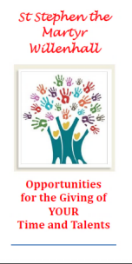 St Stephen the
Martyr
Willenhall
Opportunities
for the Giving of
YOUR
Time and Talents